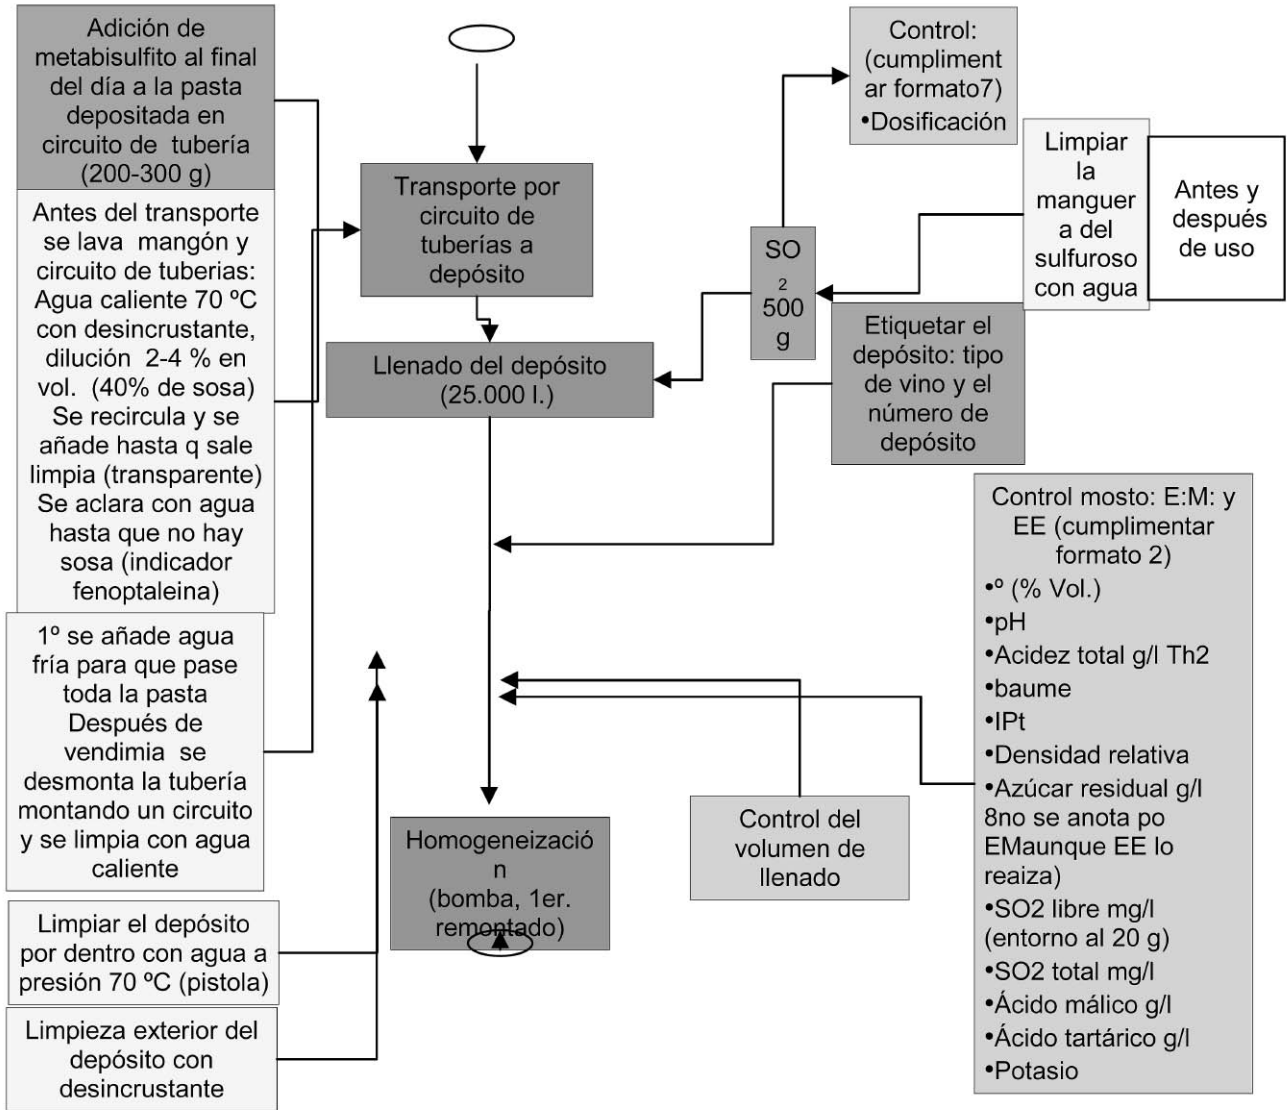 Adición de
metabisulfito al final
del día a la pasta
depositada en
circuito de tubería
(200-300 g)
Antes del transporte
se lava mangón y
circuito de tuberias:
Agua caliente 70 ºC
con desincrustante,
dilución 2-4 % en
vol. (40% de sosa)
Se recircula y se
añade hasta q sale
limpia (transparente)
Se aclara con agua
hasta que no hay
sosa (indicador
fenoptaleina)
1º se añade agua
fría para que pase
toda la pasta
Después de
vendimia se
desmonta la tubería
montando un circuito
y se limpia con agua
caliente
Limpiar el depósito
por dentro con agua a
presión 70 ºC (pistola)
Limpieza exterior del
depósito con
desincrustante
Transporte por
circuito de
tuberías a
depósito
Llenado del depósito
(25.000 l.)
Homogeneizació
n
(bomba, 1er.
remontado)
Control:
(cumpliment
ar formato7)
•Dosificación
SO
2
500
g
Limpiar
la
manguer
a del
sulfuroso
con agua
Antes y
después
de uso
Etiquetar el
depósito: tipo
de vino y el
número de
depósito
Control del
volumen de
llenado
Control mosto: E:M: y
EE (cumplimentar
formato 2)
•º (% Vol.)
•pH
•Acidez total g/l Th2
•baume
•IPt
•Densidad relativa
•Azúcar residual g/l
8no se anota po
EMaunque EE lo
reaiza)
•SO2 libre mg/l
(entorno al 20 g)
•SO2 total mg/l
•Ácido málico g/l
•Ácido tartárico g/l
•Potasio